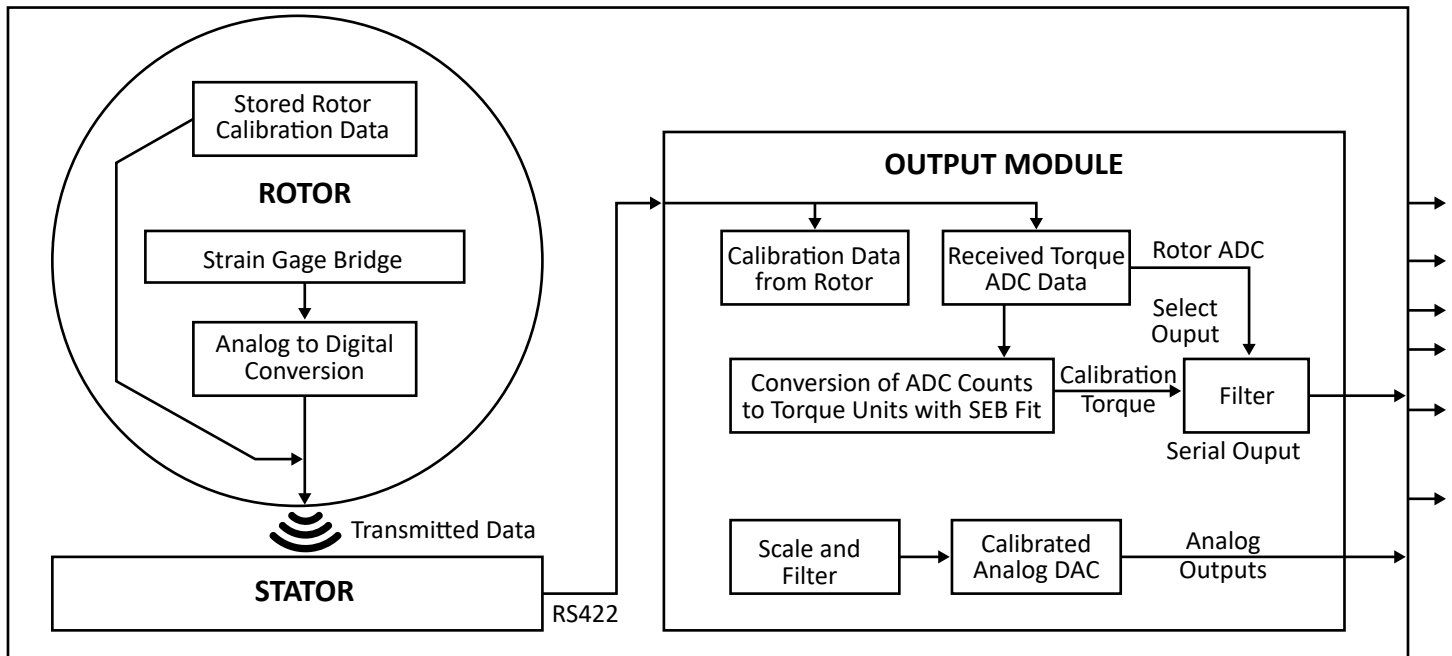 Stored Rotor
Calibration Data
ROTOR
Strain Gage Bridge
Analog to Digital
Conversion
Transmitted Data
STATOR
RS422
OUTPUT MODULE
Calibration Data
from Rotor
Received Torque
ADC Data
Rotor ADC
Select
Ouput
Conversion of ADC Counts
to Torque Units with SEB Fit
Calibration
Torque
Filter
Serial Ouput
Scale and
Filter
Calibrated
Analog DAC
Analog
Outputs